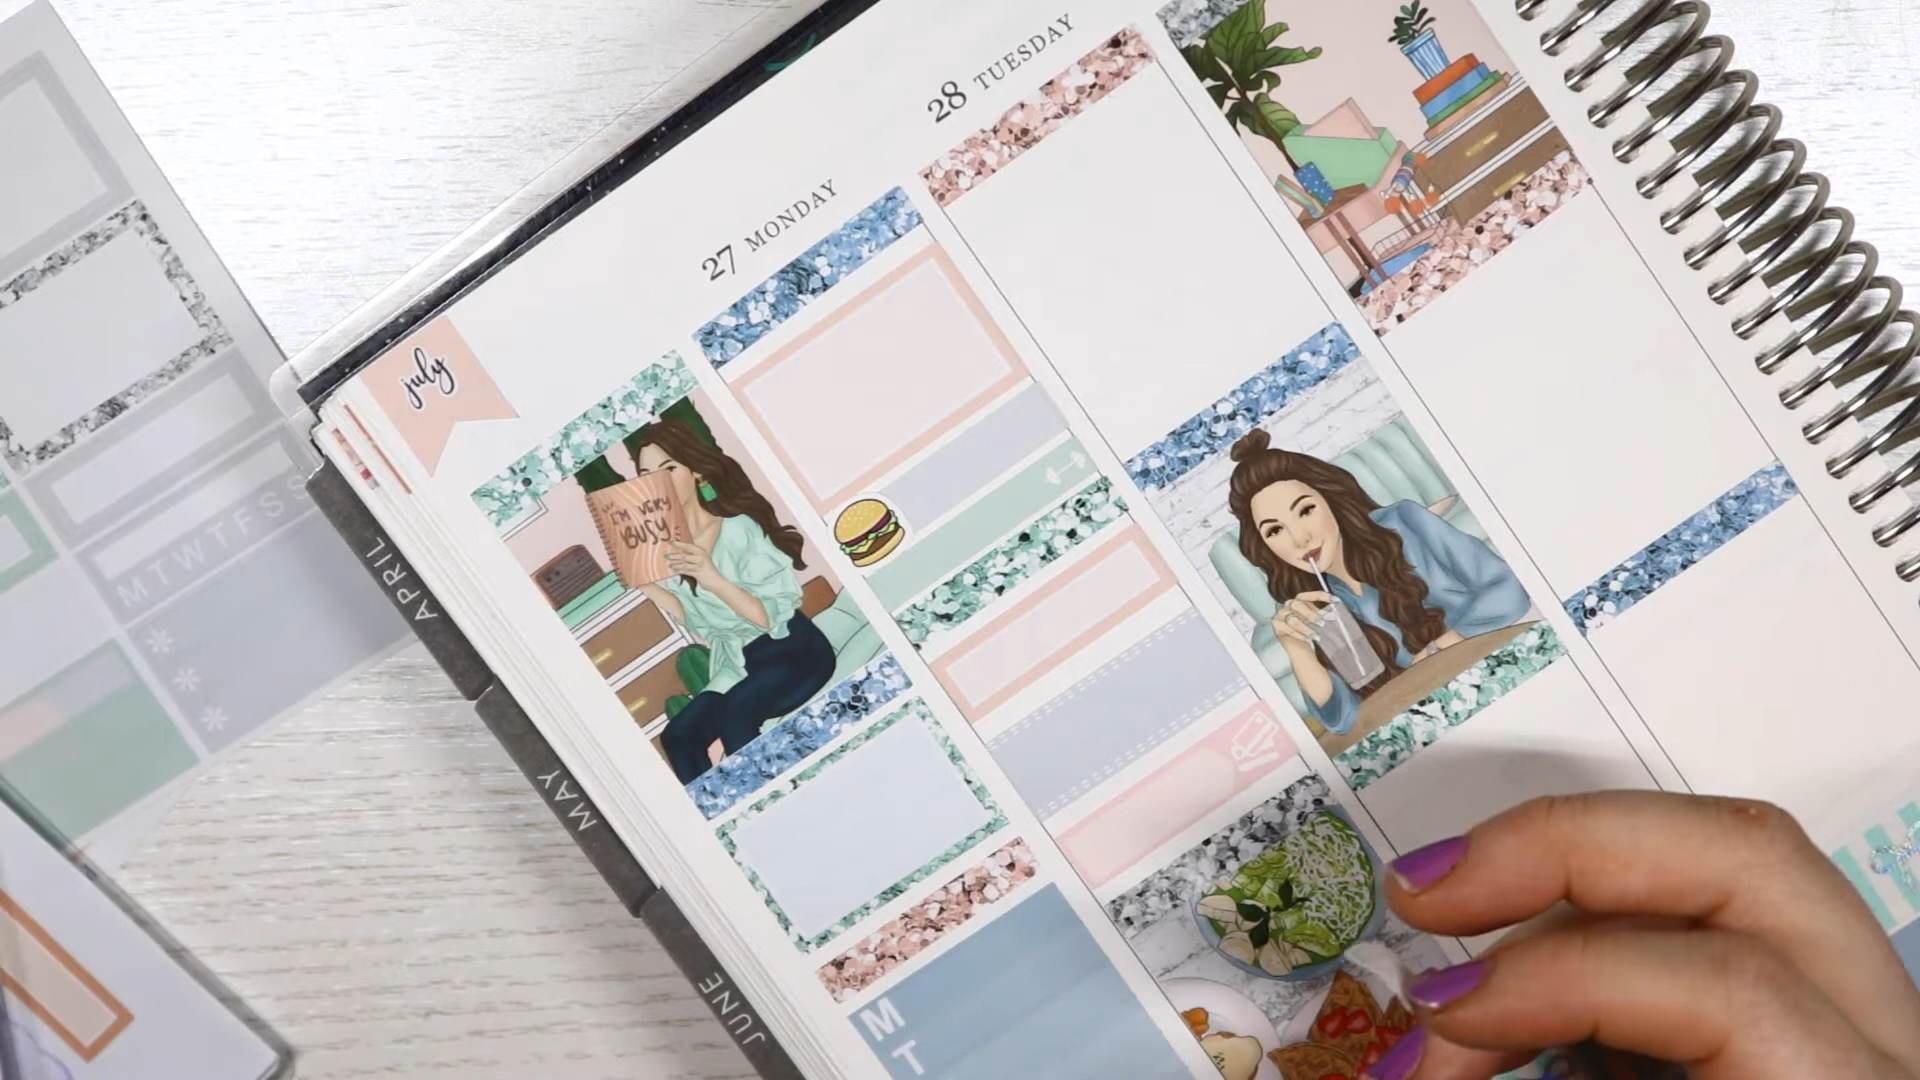 28 TUESDAY
27 MONDAY
july
I'M VERY
BUSY
MTWTFSS
APRIL
MAY
JUNE
M
T